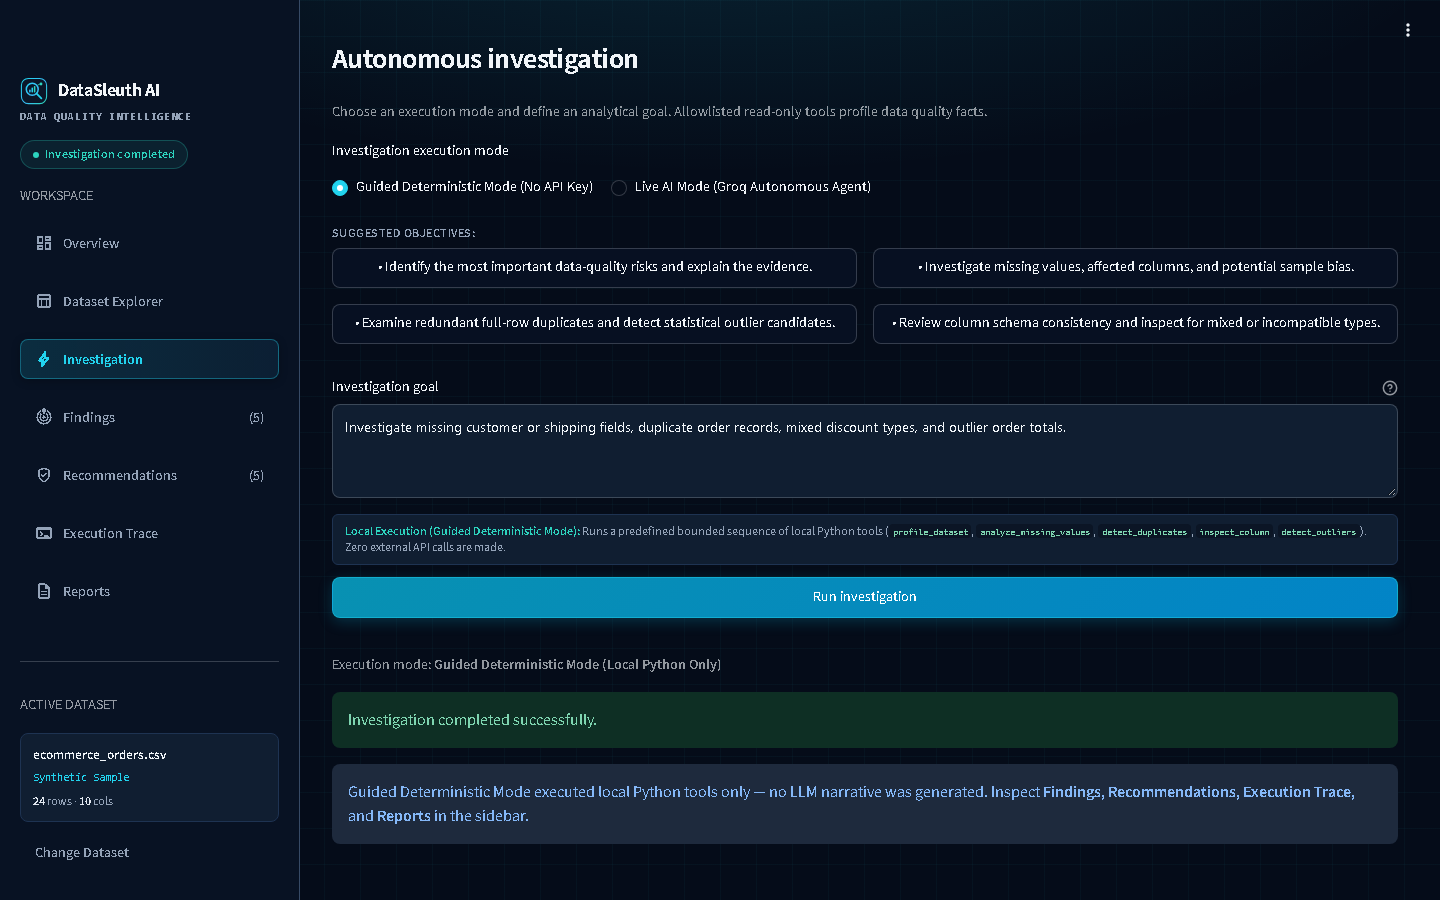 DataSleuth AI
DATA QUALITY INTELLIGENCE
Investigation completed
WORKSPACE
Overview
Dataset Explorer
Investigation
Findings (5)
Recommendations (5)
Execution Trace
Reports
ACTIVE DATASET
ecommerce_orders.csv
Synthetic Sample
24 rows · 10 cols
Change Dataset
Autonomous investigation
Choose an execution mode and define an analytical goal. Allowlisted read-only tools profile data quality facts.
Investigation execution mode
Guided Deterministic Mode (No API Key) Live AI Mode (Groq Autonomous Agent)
SUGGESTED OBJECTIVES:
• Identify the most important data-quality risks and explain the evidence.
• Investigate missing values, affected columns, and potential sample bias.
• Examine redundant full-row duplicates and detect statistical outlier candidates.
• Review column schema consistency and inspect for mixed or incompatible types.
Investigation goal
Investigate missing customer or shipping fields, duplicate order records, mixed discount types, and outlier order totals.
Local Execution (Guided Deterministic Mode): Runs a predefined bounded sequence of local Python tools ( profile_dataset , analyze_missing_values , detect_duplicates , inspect_column , detect_outliers ).
Zero external API calls are made.
Run investigation
Execution mode: Guided Deterministic Mode (Local Python Only)
Investigation completed successfully.
Guided Deterministic Mode executed local Python tools only — no LLM narrative was generated. Inspect Findings, Recommendations, Execution Trace,
and Reports in the sidebar.